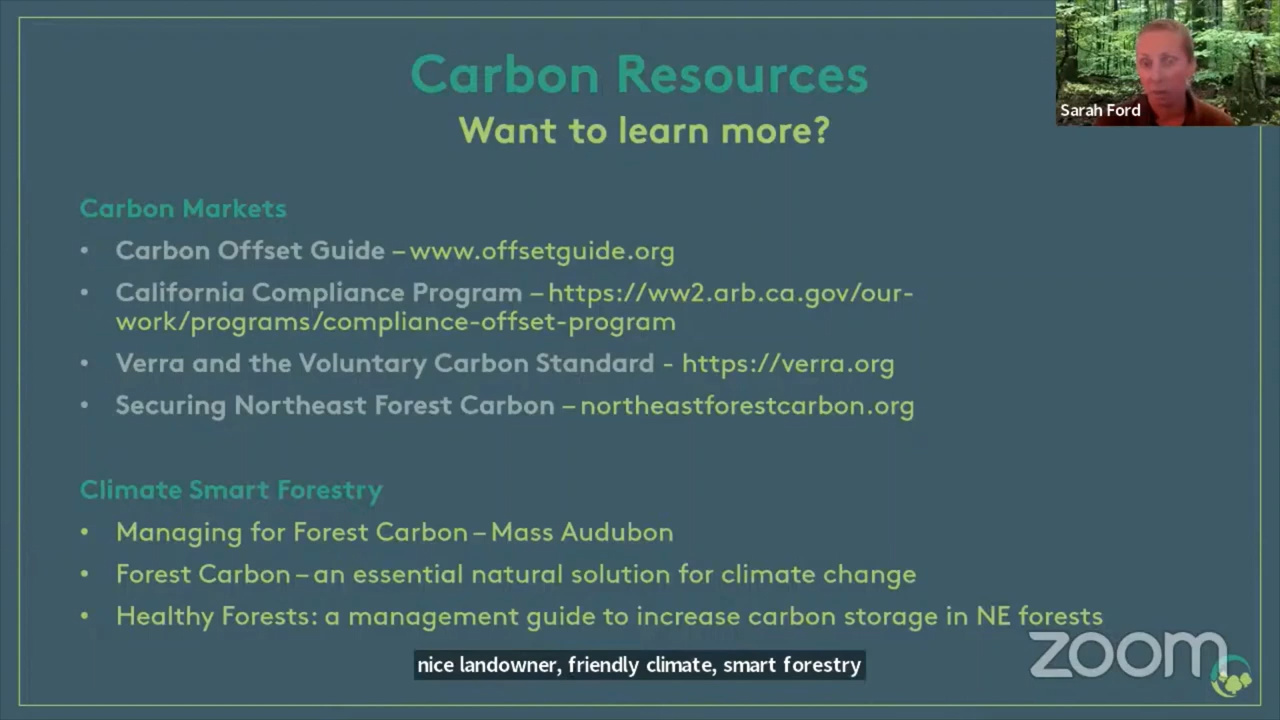 Carbon Resources
Want to learn more?
Sarah Ford
Carbon Markets
• Carbon Offset Guide – www.offsetguide.org
• California Compliance Program – https://ww2.arb.ca.gov/our-
work/programs/compliance-offset-program
• Verra and the Voluntary Carbon Standard - https://verra.org
• Securing Northeast Forest Carbon – northeastforestcarbon.org
Climate Smart Forestry
• Managing for Forest Carbon – Mass Audubon
• Forest Carbon – an essential natural solution for climate change
• Healthy Forests: a management guide to increase carbon storage in NE forests
zoom
nice landowner, friendly climate, smart forestry